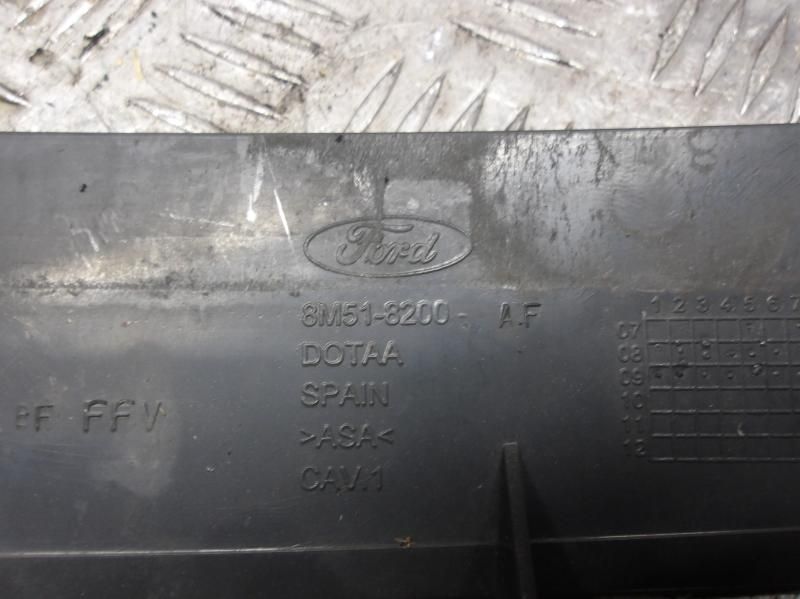 Ford
8M51-8200- A.F
DOTAA
SPAIN
>ASA<
CAV.1
BF FFV
1 2 3 4 5 6 7
07
08
09
10
11
12